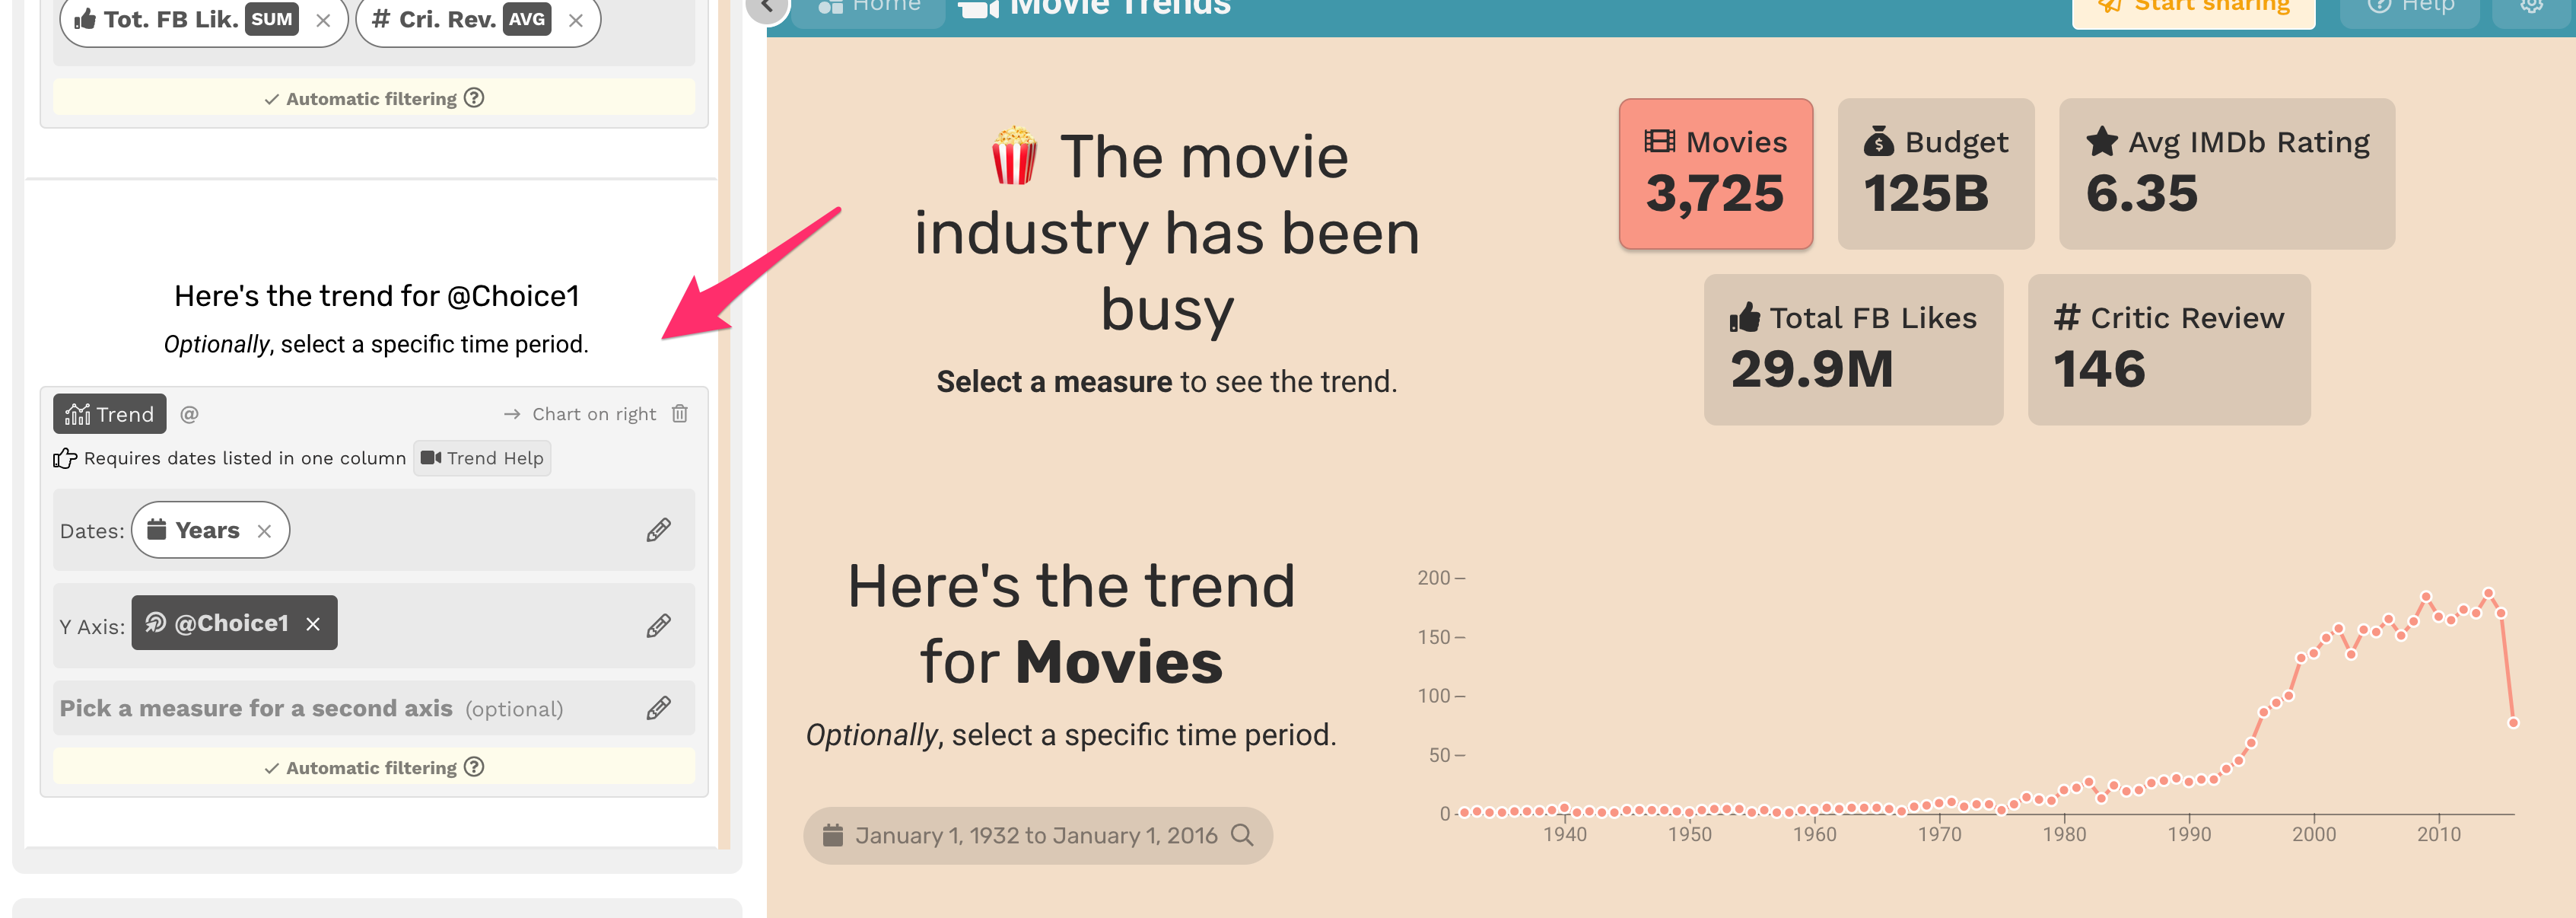 Tot. FB Lik. SUM × # Cri. Rev. AVG ×
✓ Automatic filtering ?
Here's the trend for @Choice1
Optionally, select a specific time period.
Trend @ → Chart on right
Requires dates listed in one column Trend Help
Dates: Years ×
Y Axis: @Choice1 ×
Pick a measure for a second axis (optional)
✓ Automatic filtering ?
Home Movie Trends Start sharing ? Help
🍿 The movie
industry has been
busy
Select a measure to see the trend.
Movies
3,725
$ Budget
125B
★ Avg IMDb Rating
6.35
Total FB Likes
29.9M
# Critic Review
146
Here's the trend
for Movies
Optionally, select a specific time period.
January 1, 1932 to January 1, 2016
200
150
100
50
0
1940 1950 1960 1970 1980 1990 2000 2010